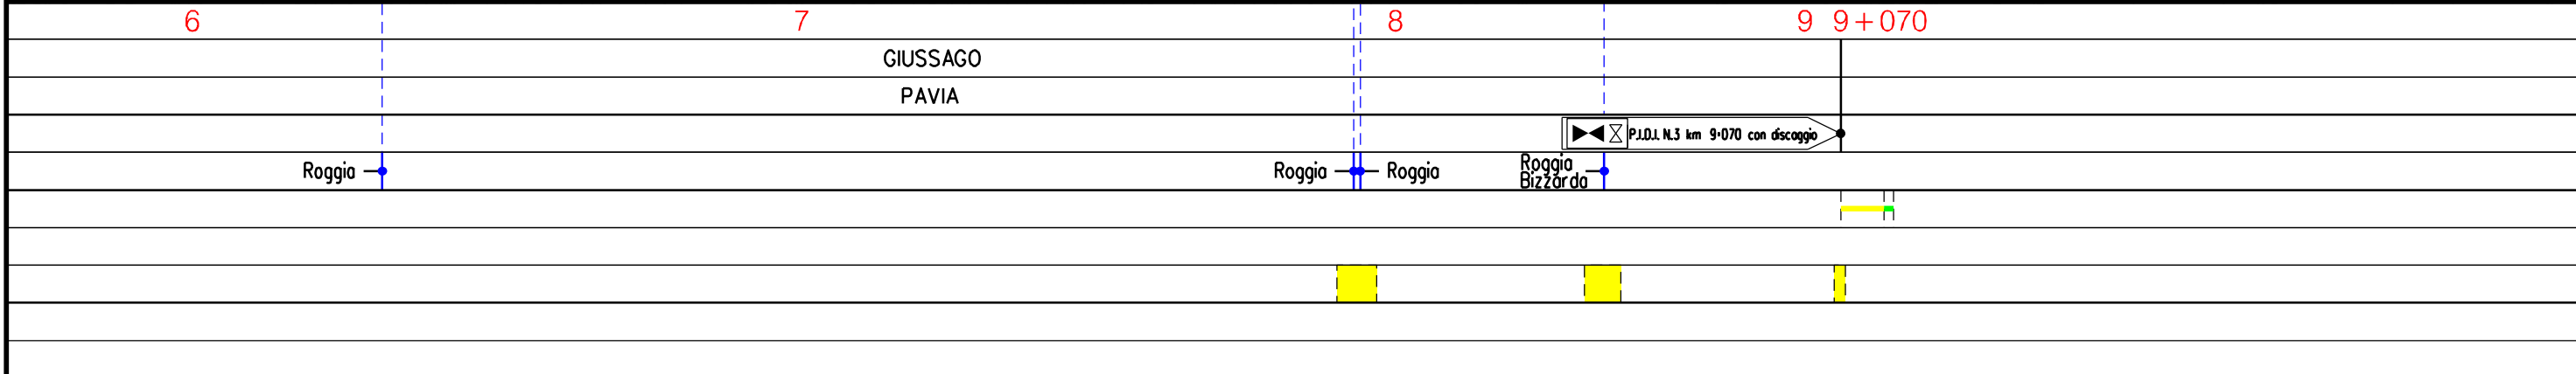 6 7 8 9 9+070
GIUSSAGO
PAVIA
P.I.D.I. N.3 km 9+070 con discaggio
Roggia Roggia Roggia Roggia
Bizzarda